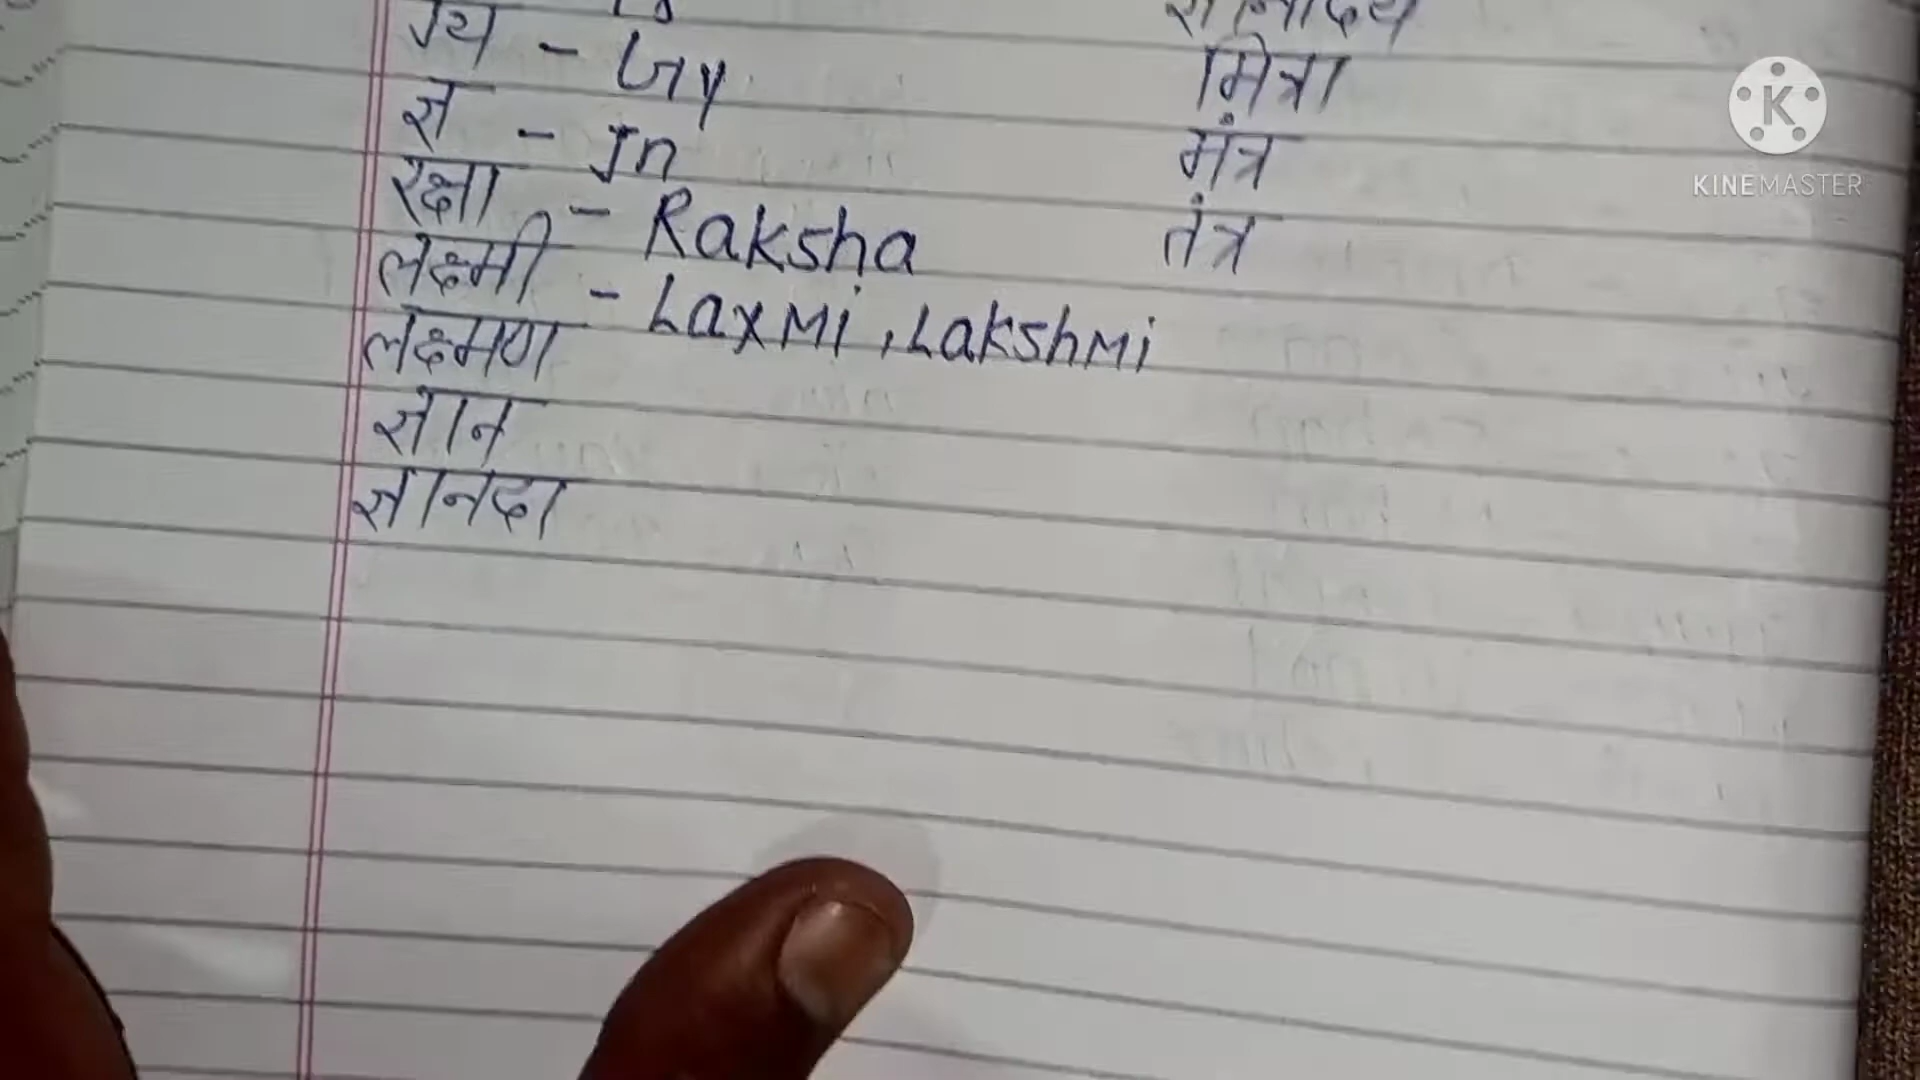 ग्य - Gy
ज्ञ - Jn
रक्षा - Raksha
लक्ष्मी - Laxmi, Lakshmi
लक्ष्मण
ज्ञान
ज्ञानदा
मित्रा
मंत्र
तंत्र
KINEMASTER